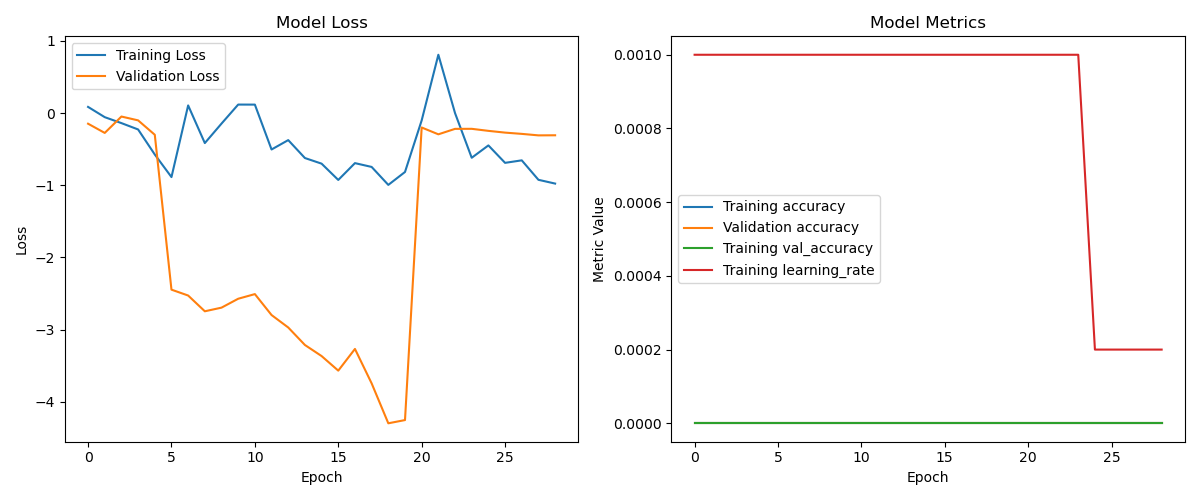 Model Loss
1
0
−1
−2
−3
−4
Loss
Training Loss
Validation Loss
0 5 10 15 20 25
Epoch
Model Metrics
0.0010
0.0008
0.0006
0.0004
0.0002
0.0000
Metric Value
Training accuracy
Validation accuracy
Training val_accuracy
Training learning_rate
0 5 10 15 20 25
Epoch